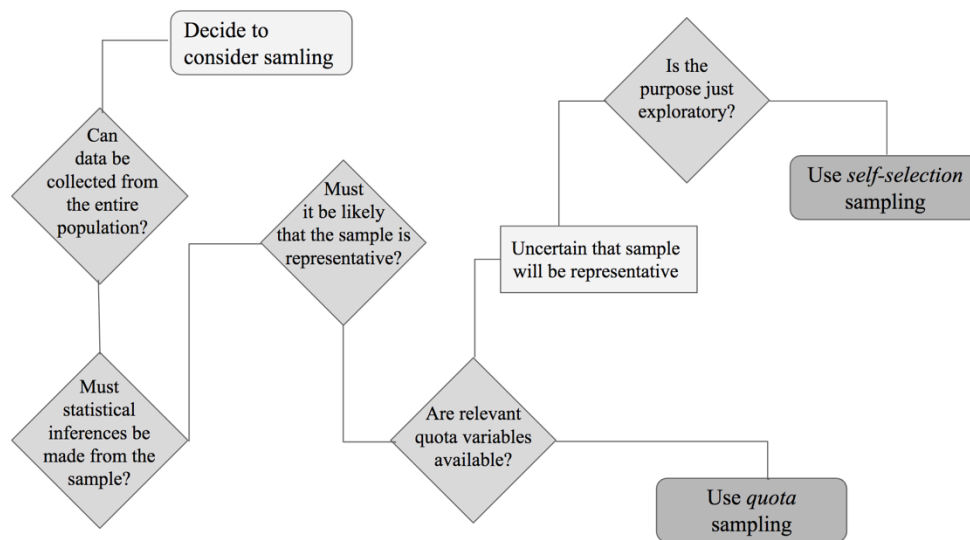 Decide to
consider samling
Can
data be
collected from
the entire
population?
Must
statistical
inferences be
made from the
sample?
Must
it be likely
that the sample is
representative?
Are relevant
quota variables
available?
Uncertain that sample
will be representative
Is the
purpose just
exploratory?
Use self-selection
sampling
Use quota
sampling